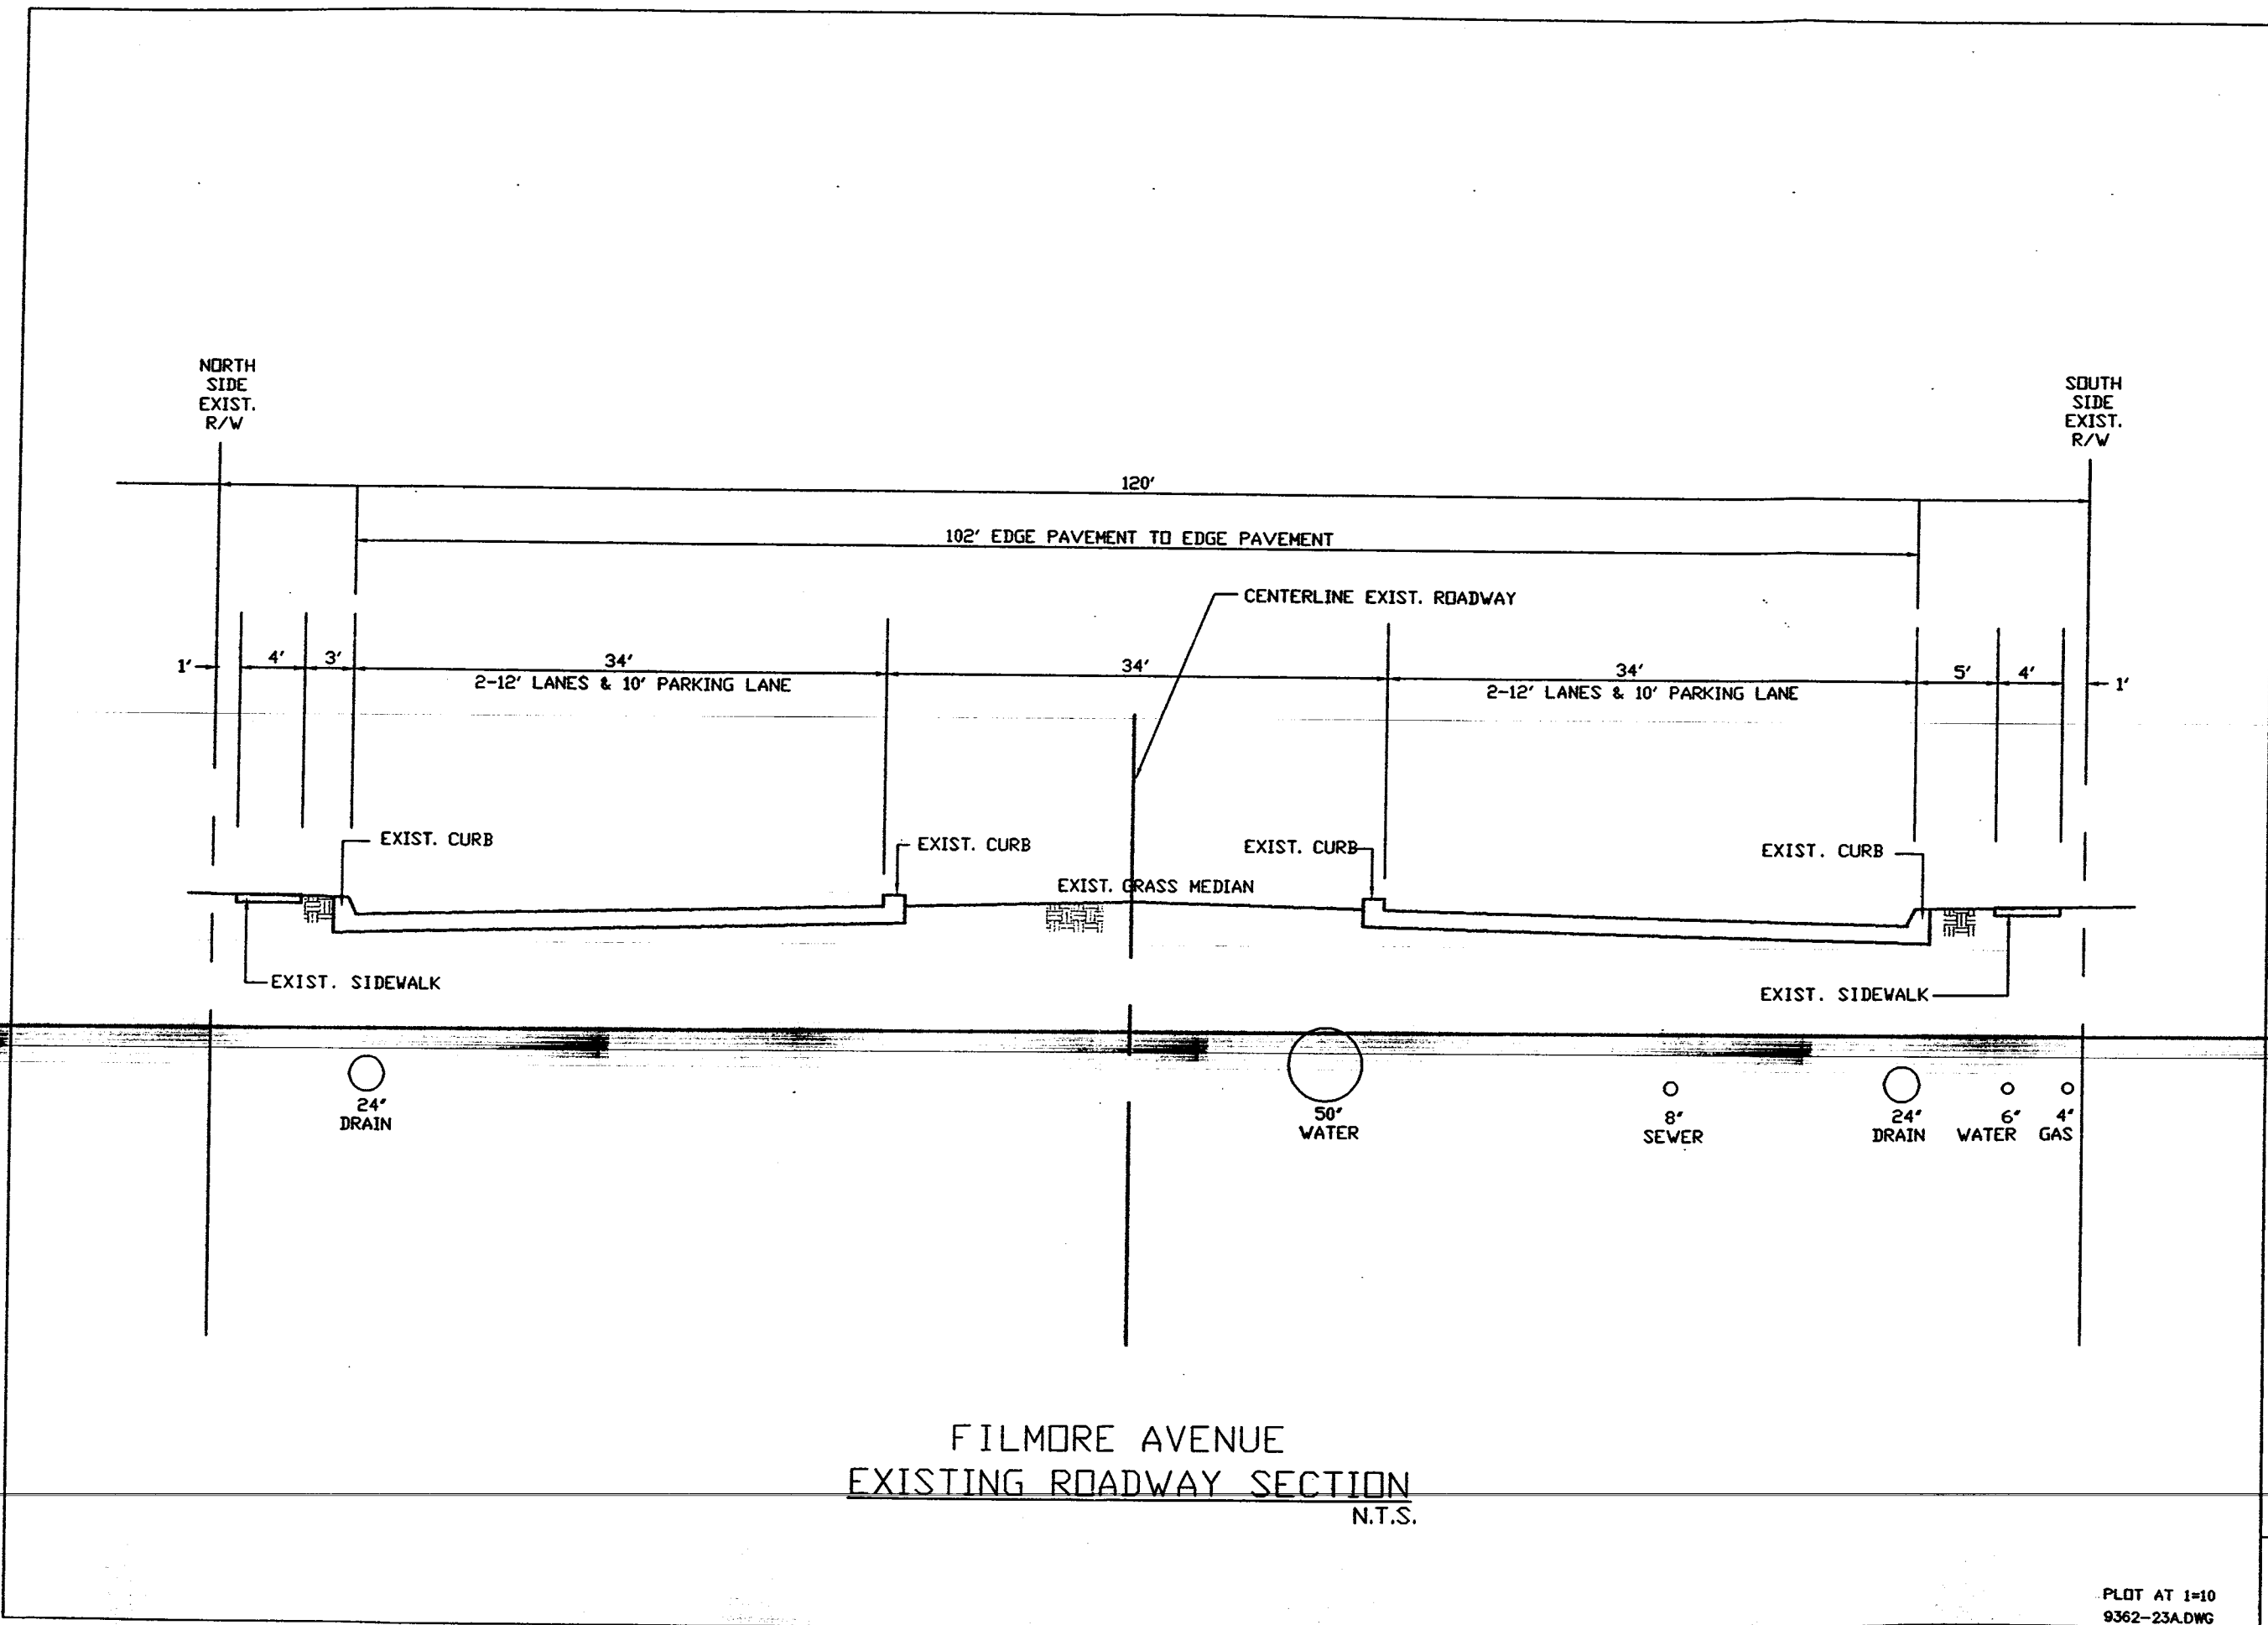 NORTH
SIDE
EXIST.
R/W
SOUTH
SIDE
EXIST.
R/W
120'
102' EDGE PAVEMENT TO EDGE PAVEMENT
CENTERLINE EXIST. ROADWAY
1'
4'
3'
34'
2-12' LANES & 10' PARKING LANE
34'
34'
2-12' LANES & 10' PARKING LANE
5'
4'
1'
EXIST. CURB
EXIST. CURB
EXIST. CURB
EXIST. CURB
EXIST. GRASS MEDIAN
EXIST. SIDEWALK
EXIST. SIDEWALK
24"
DRAIN
50"
WATER
8"
SEWER
24"
DRAIN
6"
WATER
4"
GAS
FILMORE AVENUE
EXISTING ROADWAY SECTION
N.T.S.
PLOT AT 1=10
9362-23A.DWG